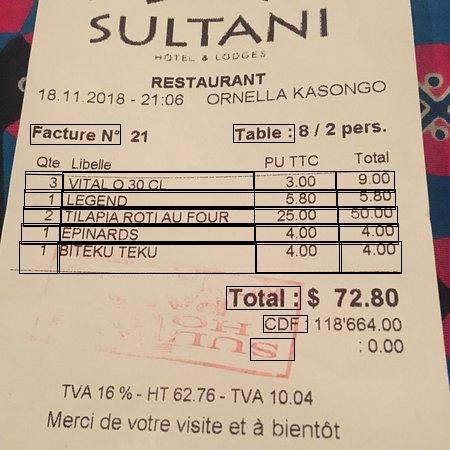 SULTANI
HÔTEL & LODGES
RESTAURANT
18.11.2018 - 21:06 ORNELLA KASONGO
Facture N° 21 Table : 8 / 2 pers.
Qte Libelle PU TTC Total
3 VITAL O 30 CL 3.00 9.00
1 LEGEND 5.80 5.80
2 TILAPIA ROTI AU FOUR 25.00 50.00
1 EPINARDS 4.00 4.00
1 BITEKU TEKU 4.00 4.00
Total : $ 72.80
CDF : 118'664.00
: 0.00
TVA 16 % - HT 62.76 - TVA 10.04
Merci de votre visite et à bientôt